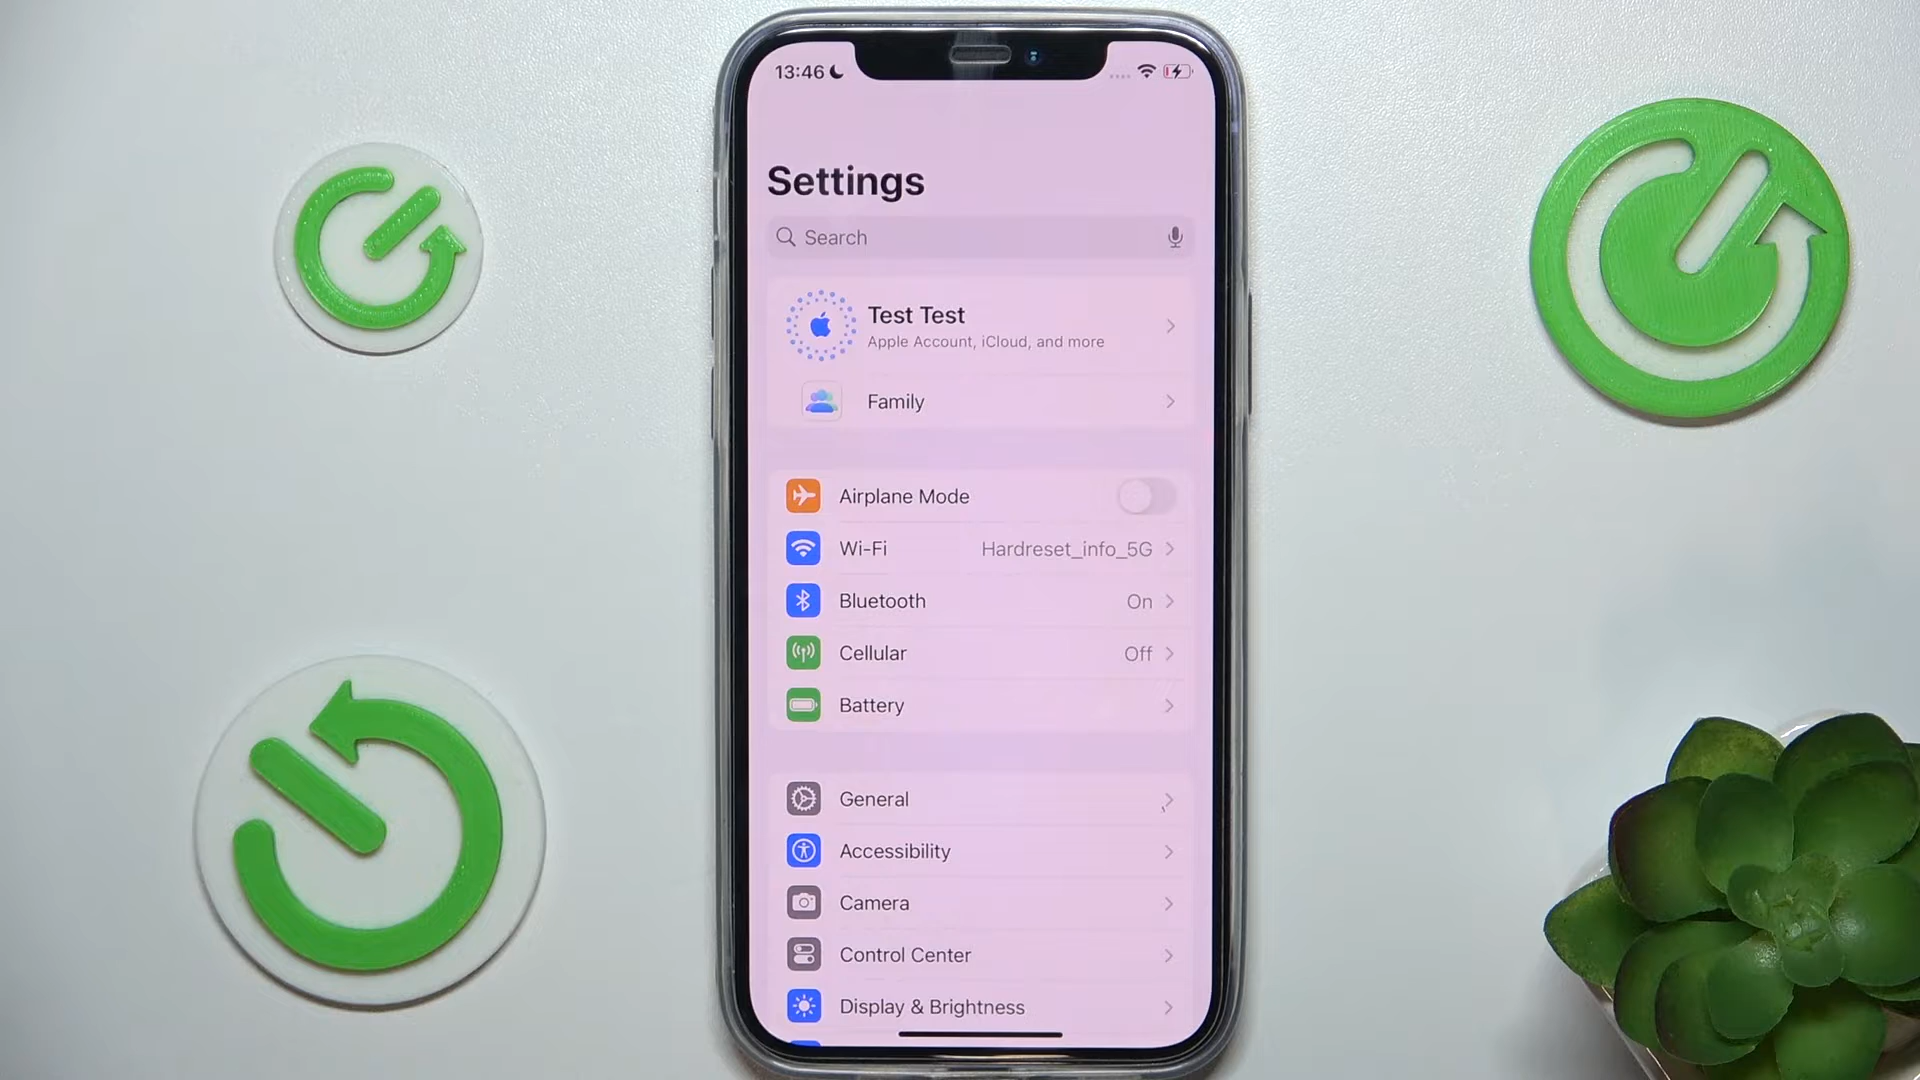 13:46
Settings
Search
Test Test
Apple Account, iCloud, and more
Family
Airplane Mode
Wi-Fi Hardreset_info_5G
Bluetooth On
Cellular Off
Battery
General
Accessibility
Camera
Control Center
Display & Brightness